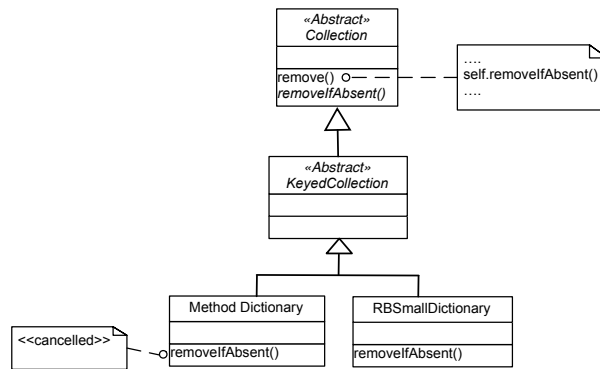 «Abstract»
Collection
remove()
removeIfAbsent()
....
self.removeIfAbsent()
....
«Abstract»
KeyedCollection
Method Dictionary
removeIfAbsent()
RBSmallDictionary
removeIfAbsent()
<<cancelled>>